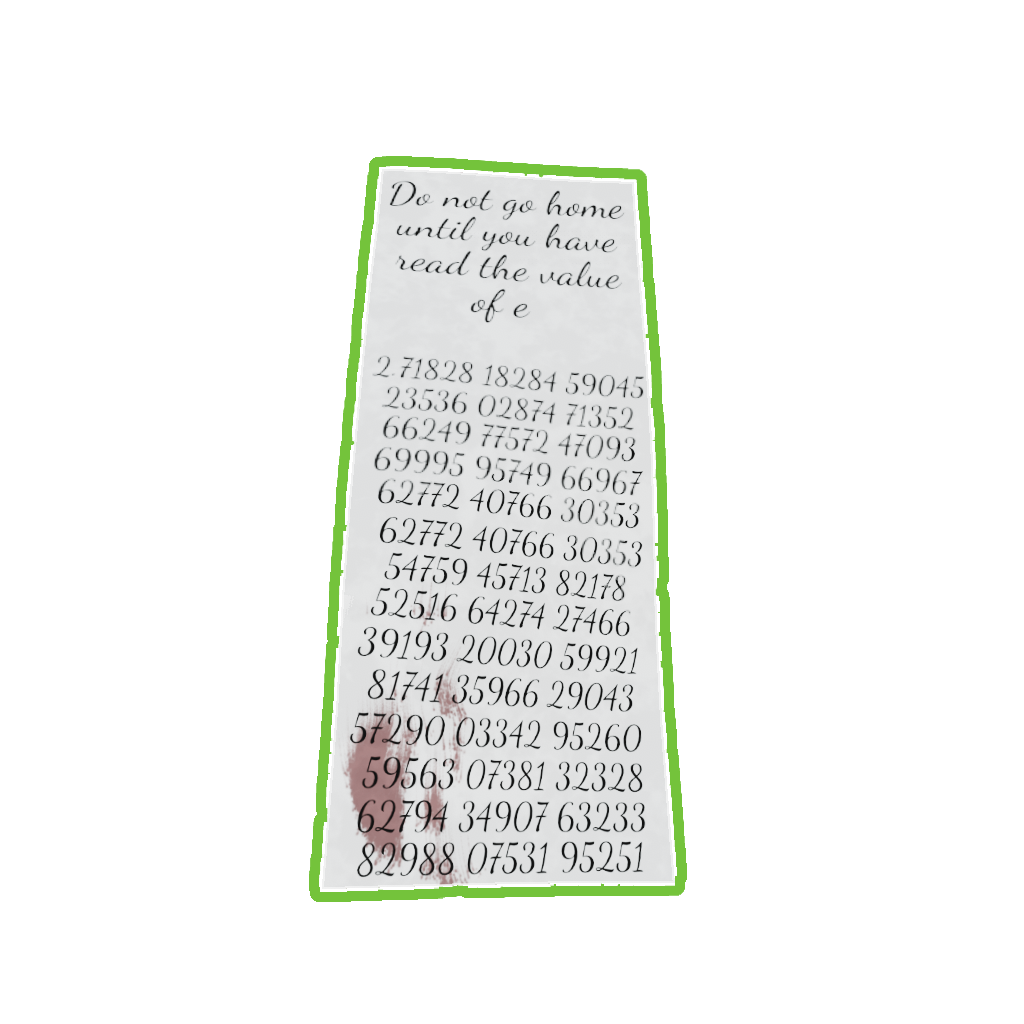 Do not go home
until you have
read the value
of e
2.71828 18284 59045
23536 02874 71352
66249 77572 47093
69995 95749 66967
62772 40766 30353
62772 40766 30353
54759 45713 82178
52516 64274 27466
39193 20030 59921
81741 35966 29043
57290 03342 95260
59563 07381 32328
62794 34907 63233
82988 07531 95251